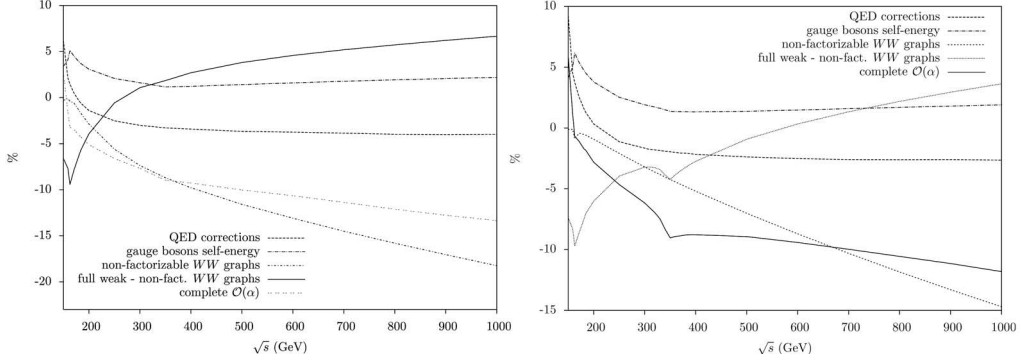 10
5
0
-5
-10
-15
-20
%
QED corrections
gauge bosons self-energy
non-factorizable WW graphs
full weak - non-fact. WW graphs
complete O(α)
200 300 400 500 600 700 800 900 1000
√s (GeV)
10
5
0
-5
-10
-15
%
QED corrections
gauge bosons self-energy
non-factorizable WW graphs
full weak - non-fact. WW graphs
complete O(α)
200 300 400 500 600 700 800 900 1000
√s (GeV)